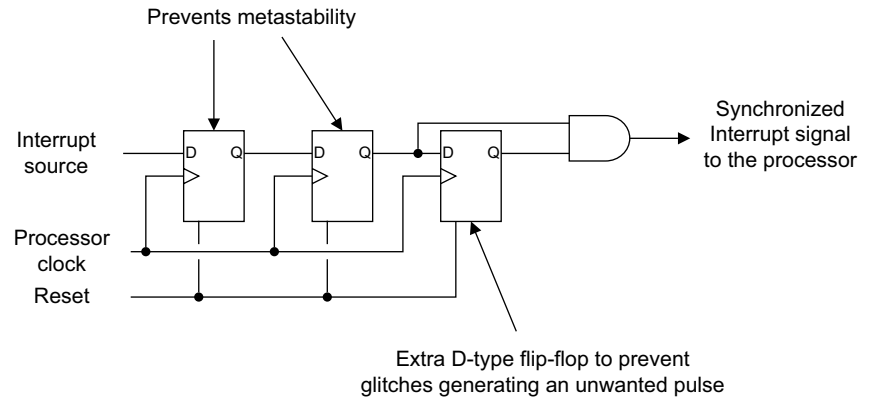 Prevents metastability
Interrupt
source
D Q
D Q
D Q
Synchronized
Interrupt signal
to the processor
Processor
clock
Reset
Extra D-type flip-flop to prevent
glitches generating an unwanted pulse